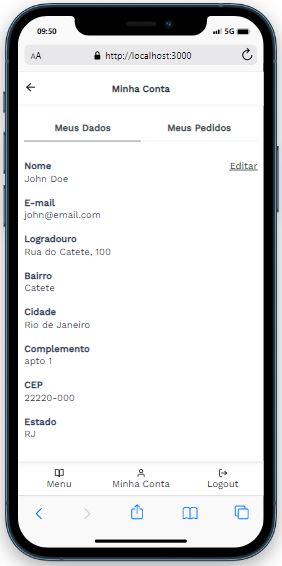 09:50
5G
AA http://localhost:3000
Minha Conta
Meus Dados Meus Pedidos
Nome Editar
John Doe
E-mail
john@email.com
Logradouro
Rua do Catete, 100
Bairro
Catete
Cidade
Rio de Janeiro
Complemento
apto 1
CEP
22220-000
Estado
RJ
Menu Minha Conta Logout